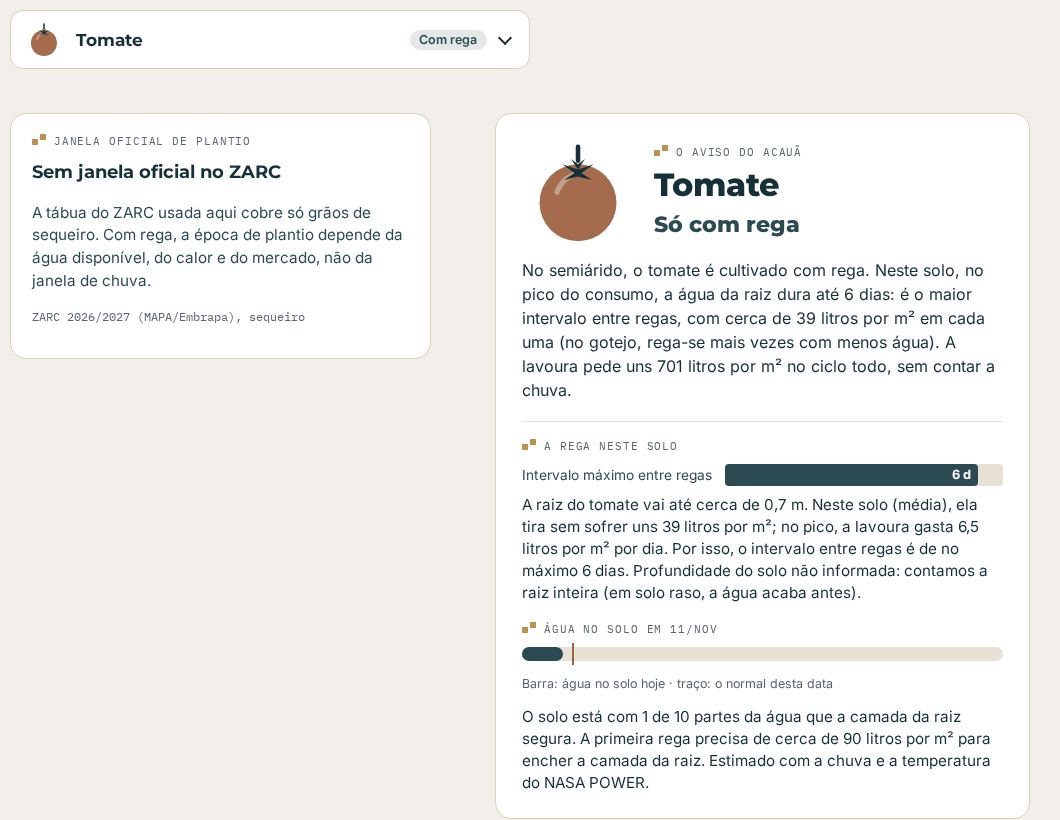 Tomate
Com rega
JANELA OFICIAL DE PLANTIO
Sem janela oficial no ZARC
A tábua do ZARC usada aqui cobre só grãos de
sequeiro. Com rega, a época de plantio depende da
água disponível, do calor e do mercado, não da
janela de chuva.
ZARC 2026/2027 (MAPA/Embrapa), sequeiro
O AVISO DO ACAUÃ
Tomate
Só com rega
No semiárido, o tomate é cultivado com rega. Neste solo, no
pico do consumo, a água da raiz dura até 6 dias: é o maior
intervalo entre regas, com cerca de 39 litros por m² em cada
uma (no gotejo, rega-se mais vezes com menos água). A
lavoura pede uns 701 litros por m² no ciclo todo, sem contar a
chuva.
A REGA NESTE SOLO
Intervalo máximo entre regas
6 d
A raiz do tomate vai até cerca de 0,7 m. Neste solo (média), ela
tira sem sofrer uns 39 litros por m²; no pico, a lavoura gasta 6,5
litros por m² por dia. Por isso, o intervalo entre regas é de no
máximo 6 dias. Profundidade do solo não informada: contamos a
raiz inteira (em solo raso, a água acaba antes).
ÁGUA NO SOLO EM 11/NOV
Barra: água no solo hoje · traço: o normal desta data
O solo está com 1 de 10 partes da água que a camada da raiz
segura. A primeira rega precisa de cerca de 90 litros por m² para
encher a camada da raiz. Estimado com a chuva e a temperatura
do NASA POWER.